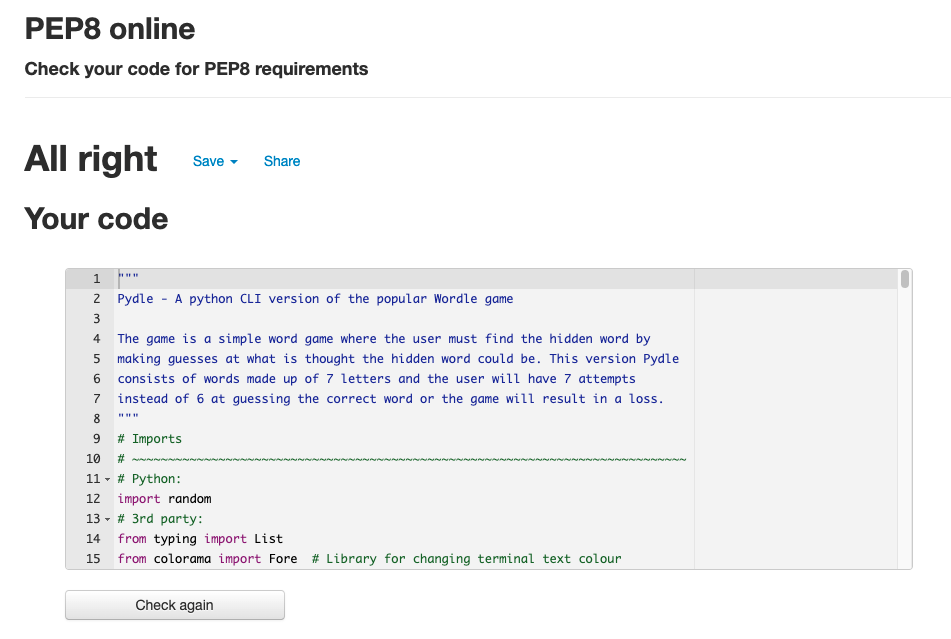 PEP8 online
Check your code for PEP8 requirements
All right Save Share
Your code
1 """
2 Pydle - A python CLI version of the popular Wordle game
3
4 The game is a simple word game where the user must find the hidden word by
5 making guesses at what is thought the hidden word could be. This version Pydle
6 consists of words made up of 7 letters and the user will have 7 attempts
7 instead of 6 at guessing the correct word or the game will result in a loss.
8 """
9 # Imports
10 # ~~~~~~~~~~~~~~~~~~~~~~~~~~~~~~~~~~~~~~~~~~~~~~~~~~~~~~~~~~~~~~~~~~~~~~~~~~~~~
11 # Python:
12 import random
13 # 3rd party:
14 from typing import List
15 from colorama import Fore  # Library for changing terminal text colour
Check again